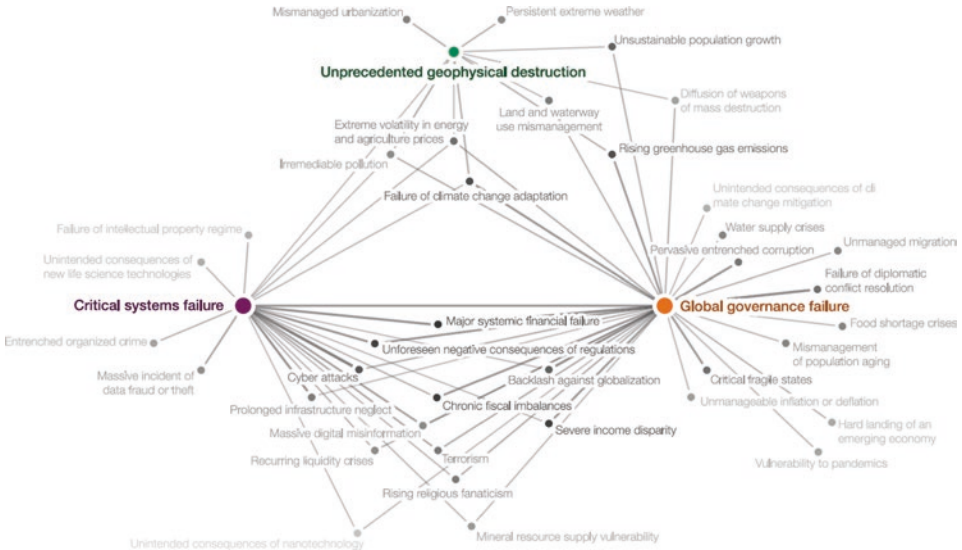 Mismanaged urbanization
Persistent extreme weather
Unsustainable population growth
Unprecedented geophysical destruction
Diffusion of weapons
of mass destruction
Land and waterway
use mismanagement
Extreme volatility in energy
and agriculture prices
Rising greenhouse gas emissions
Irremediable pollution
Failure of climate change adaptation
Unintended consequences of cli
mate change mitigation
Failure of intellectual property regime
Water supply crises
Pervasive entrenched corruption
Unmanaged migration
Unintended consequences of
new life science technologies
Failure of diplomatic
conflict resolution
Critical systems failure
Global governance failure
Major systemic financial failure
Food shortage crises
Entrenched organized crime
Unforeseen negative consequences of regulations
Mismanagement
of population aging
Massive incident of
data fraud or theft
Cyber attacks
Backlash against globalization
Critical fragile states
Prolonged infrastructure neglect
Chronic fiscal imbalances
Unmanageable inflation or deflation
Massive digital misinformation
Severe income disparity
Hard landing of an
emerging economy
Recurring liquidity crises
Terrorism
Vulnerability to pandemics
Rising religious fanaticism
Unintended consequences of nanotechnology
Mineral resource supply vulnerability